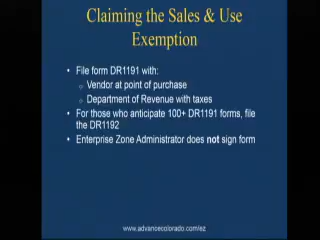 Claiming the Sales & Use
Exemption
• File form DR1191 with:
o Vendor at point of purchase
o Department of Revenue with taxes
• For those who anticipate 100+ DR1191 forms, file
the DR1192
• Enterprise Zone Administrator does not sign form
www.advancecolorado.com/ez